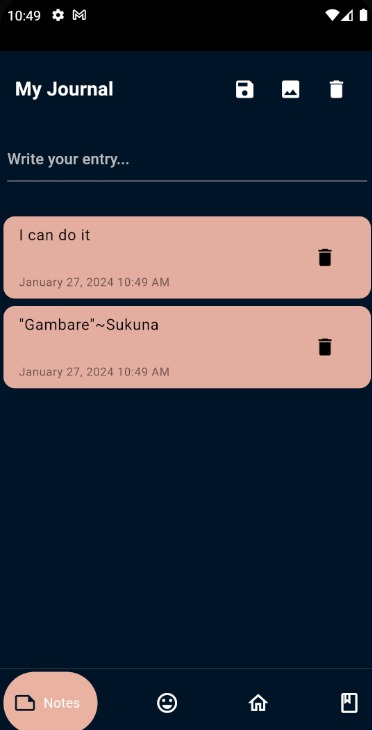 10:49
My Journal
Write your entry...
I can do it
January 27, 2024 10:49 AM
"Gambare"~Sukuna
January 27, 2024 10:49 AM
Notes